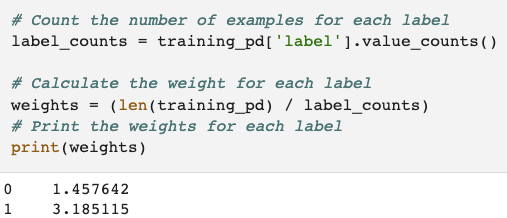 # Count the number of examples for each label
label_counts = training_pd['label'].value_counts()
# Calculate the weight for each label
weights = (len(training_pd) / label_counts)
# Print the weights for each label
print(weights)
0    1.457642
1    3.185115